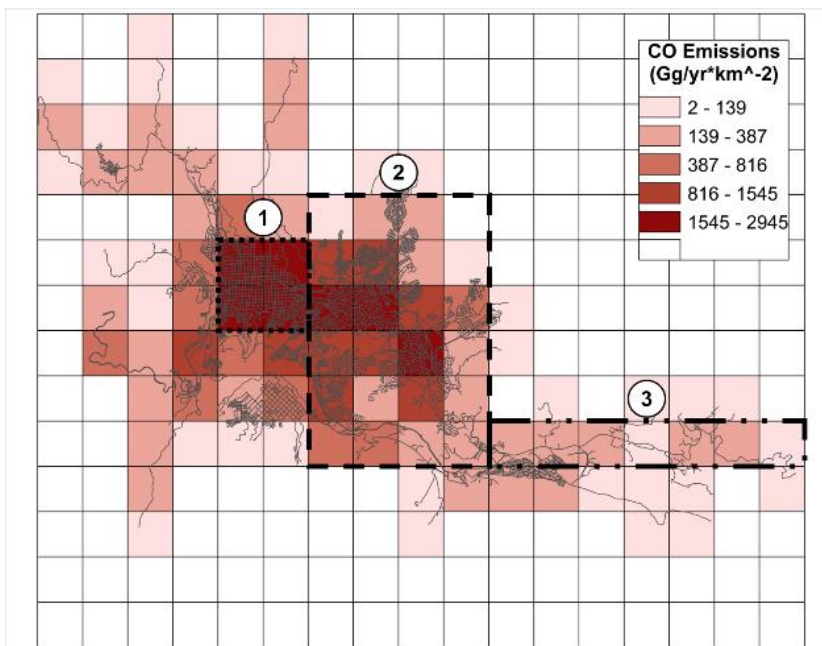 CO Emissions
(Gg/yr*km^-2)
2 - 139
139 - 387
387 - 816
816 - 1545
1545 - 2945
2
1
3